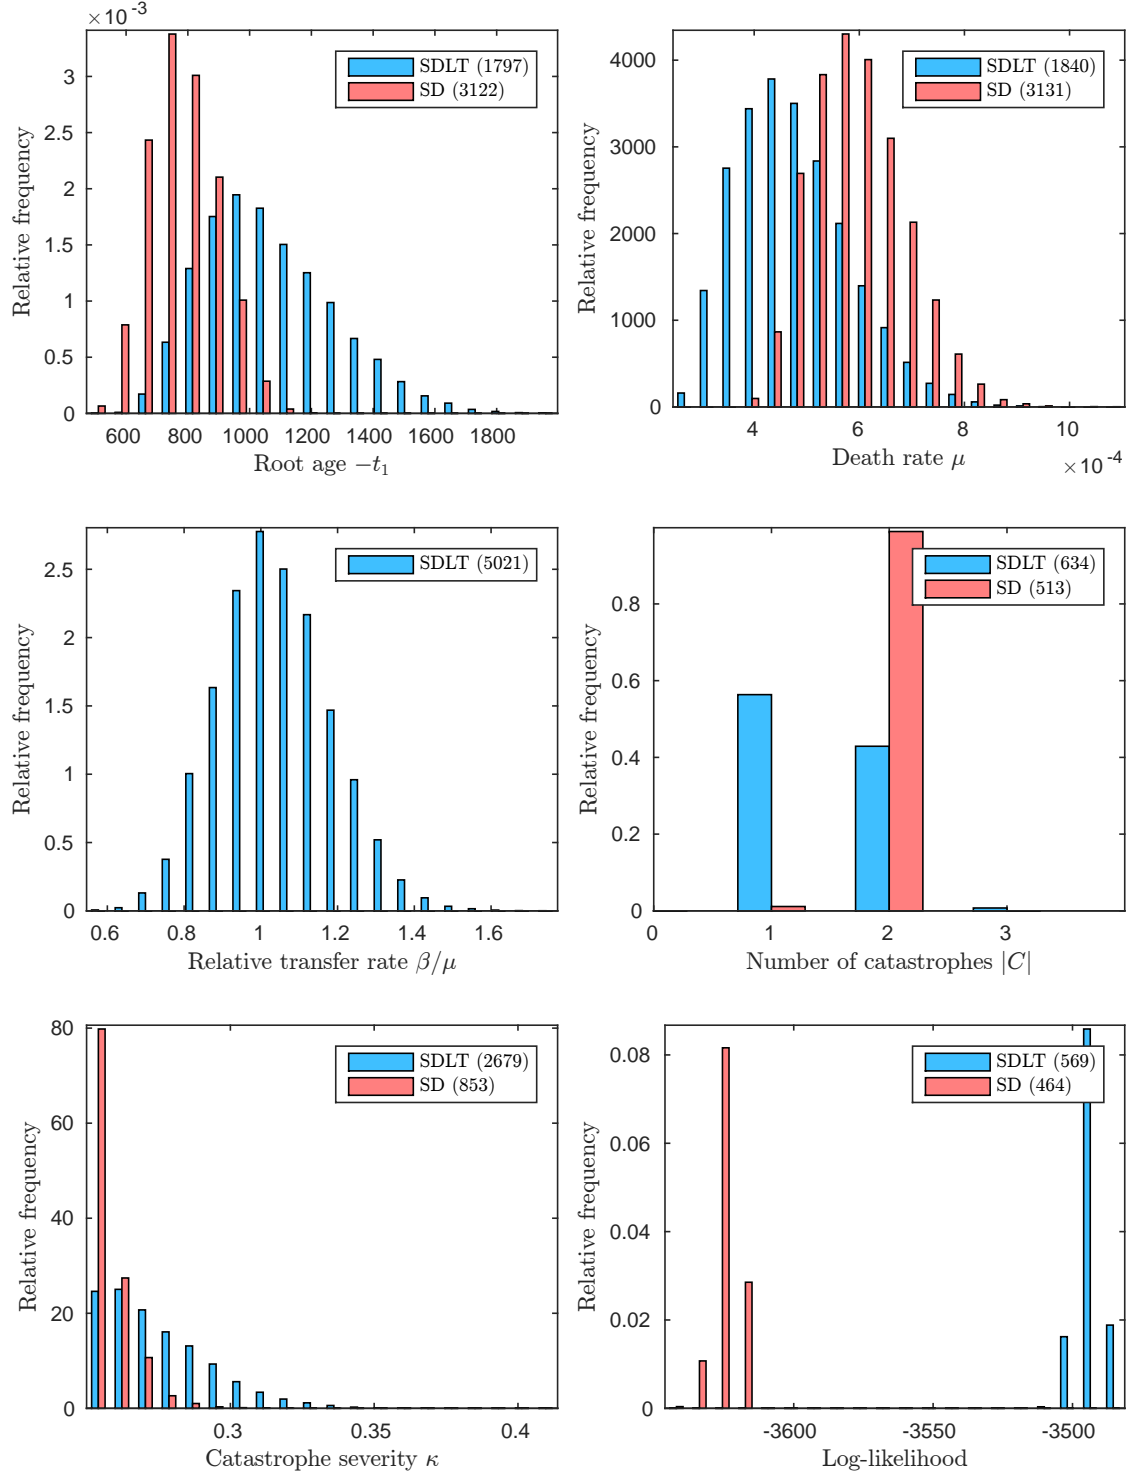 ×10⁻³
3.5
3
2.5
2
1.5
1
0.5
0
Relative frequency
SDLT (1797)
SD (3122)
600 800 1000 1200 1400 1600 1800
Root age −t₁
4000
3000
2000
1000
0
Relative frequency
SDLT (1840)
SD (3131)
4 6 8 10
Death rate μ
×10⁻⁴
2.5
2
1.5
1
0.5
0
Relative frequency
SDLT (5021)
0.6 0.8 1 1.2 1.4 1.6
Relative transfer rate β/μ
0.8
0.6
0.4
0.2
0
Relative frequency
SDLT (634)
SD (513)
0 1 2 3
Number of catastrophes |C|
80
60
40
20
0
Relative frequency
SDLT (2679)
SD (853)
0.3 0.35 0.4
Catastrophe severity κ
0.08
0.06
0.04
0.02
0
Relative frequency
SDLT (569)
SD (464)
-3600 -3550 -3500
Log-likelihood